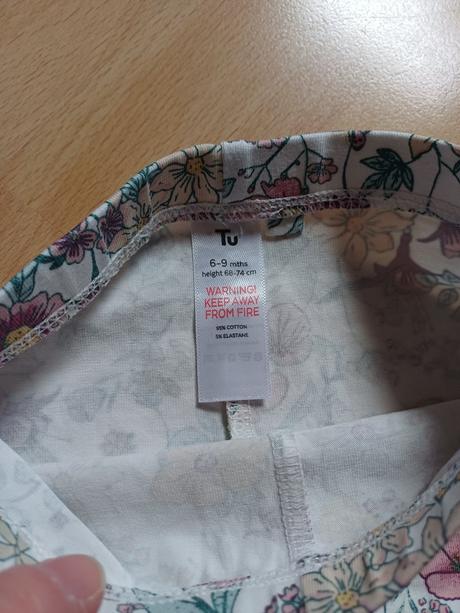 Tu
6-9 mths
height 68-74 cm
WARNING!
KEEP AWAY
FROM FIRE
95% COTTON
5% ELASTANE